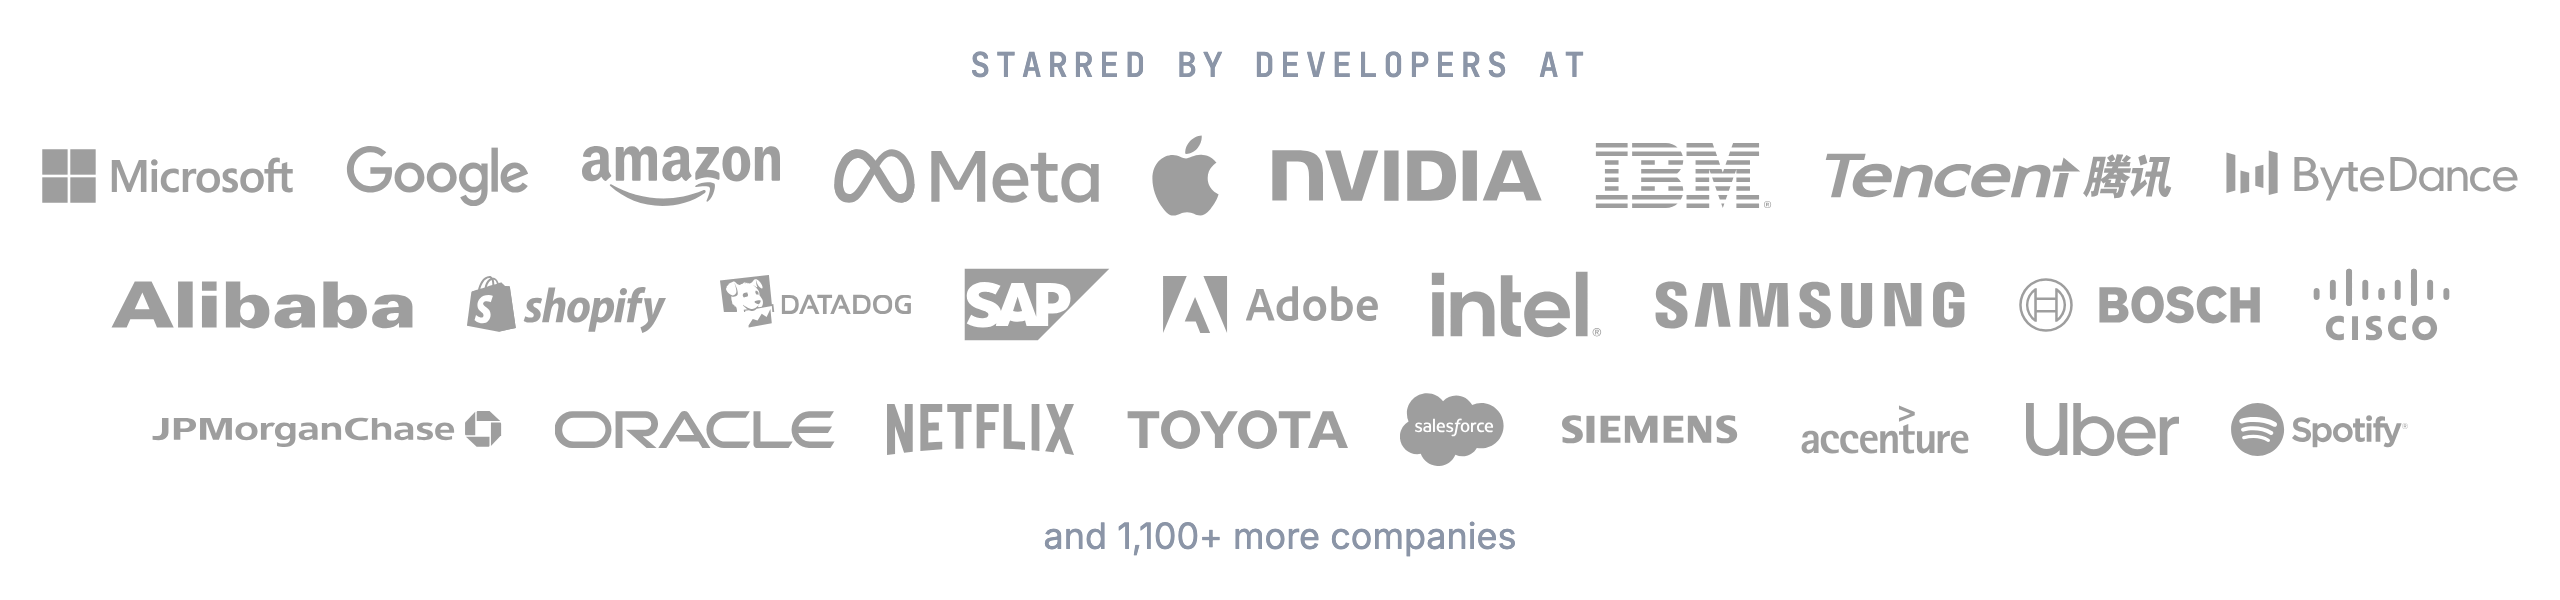 STARRED BY DEVELOPERS AT
Microsoft Google amazon Meta NVIDIA IBM® Tencent腾讯 ByteDance
Alibaba shopify DATADOG SAP Adobe intel® SAMSUNG BOSCH CISCO
JPMorganChase ORACLE NETFLIX TOYOTA salesforce SIEMENS accenture Uber Spotify®
and 1,100+ more companies